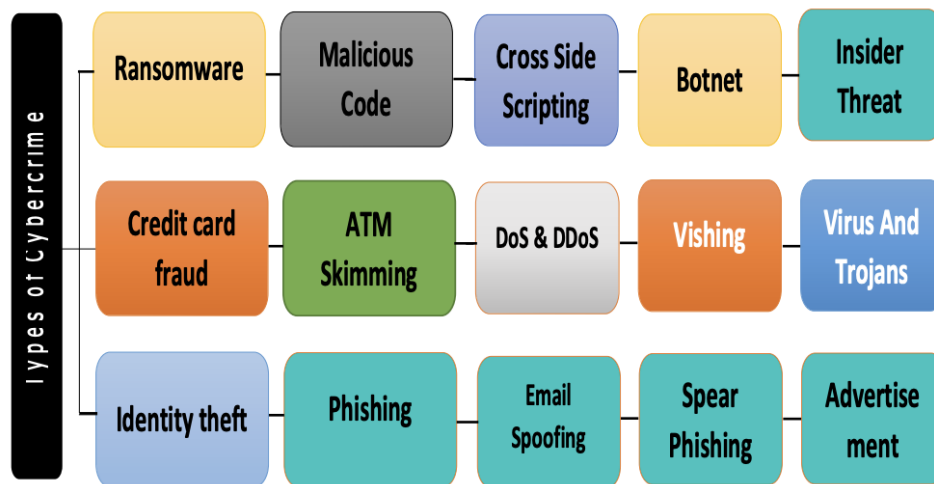 Types of Cybercrime
Ransomware
Malicious
Code
Cross Side
Scripting
Botnet
Insider
Threat
Credit card
fraud
ATM
Skimming
DoS & DDoS
Vishing
Virus And
Trojans
Identity theft
Phishing
Email
Spoofing
Spear
Phishing
Advertise
ment